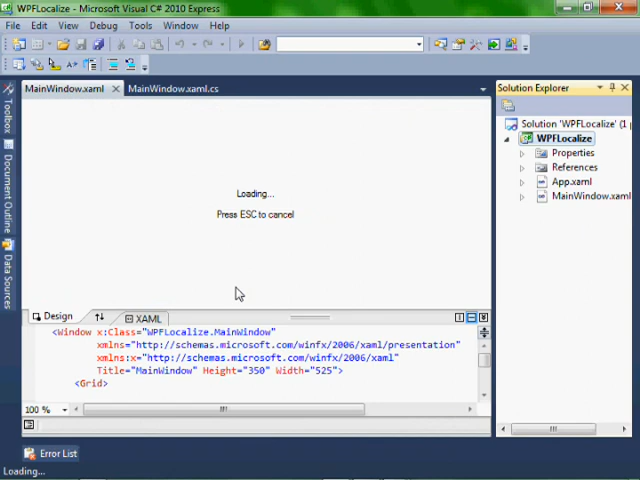 WPFLocalize - Microsoft Visual C# 2010 Express
File Edit View Debug Tools Window Help
MainWindow.xaml MainWindow.xaml.cs
Solution Explorer
Toolbox
Document Outline
Data Sources
Loading...
Press ESC to cancel
Solution 'WPFLocalize' (1 p
WPFLocalize
Properties
References
App.xaml
MainWindow.xaml
Design XAML
<Window x:Class="WPFLocalize.MainWindow"
xmlns="http://schemas.microsoft.com/winfx/2006/xaml/presentation"
xmlns:x="http://schemas.microsoft.com/winfx/2006/xaml"
Title="MainWindow" Height="350" Width="525">
<Grid>
100 %
Error List
Loading...